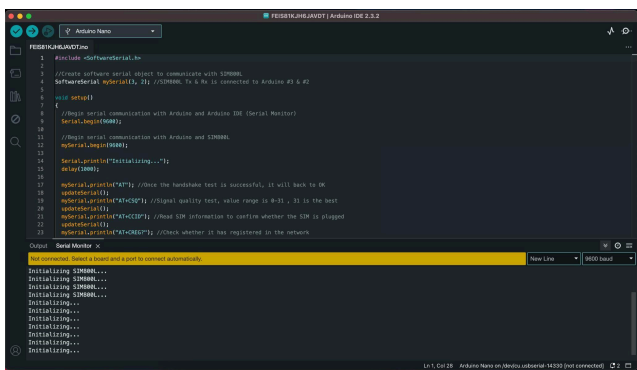 FEIS81KJH6JAVDT | Arduino IDE 2.3.2
Arduino Nano
FEIS81KJH6JAVDT.ino
1 #include <SoftwareSerial.h>
2
3 //Create software serial object to communicate with SIM800L
4 SoftwareSerial mySerial(3, 2); //SIM800L Tx & Rx is connected to Arduino #3 & #2
5
6 void setup()
7 {
8 //Begin serial communication with Arduino and Arduino IDE (Serial Monitor)
9 Serial.begin(9600);
10
11 //Begin serial communication with Arduino and SIM800L
12 mySerial.begin(9600);
13
14 Serial.println("Initializing...");
15 delay(1000);
16
17 mySerial.println("AT"); //Once the handshake test is successful, it will back to OK
18 updateSerial();
19 mySerial.println("AT+CSQ"); //Signal quality test, value range is 0-31 , 31 is the best
20 updateSerial();
21 mySerial.println("AT+CCID"); //Read SIM information to confirm whether the SIM is plugged
22 updateSerial();
23 mySerial.println("AT+CREG?"); //Check whether it has registered in the network
Output Serial Monitor ×
Not connected. Select a board and a port to connect automatically.
New Line 9600 baud
Initializing SIM800L...
Initializing SIM800L...
Initializing SIM800L...
Initializing SIM800L...
Initializing...
Initializing...
Initializing...
Initializing...
Initializing...
Initializing...
Initializing...
Ln 1, Col 28 Arduino Nano on /dev/cu.usbserial-14330 [not connected] 2